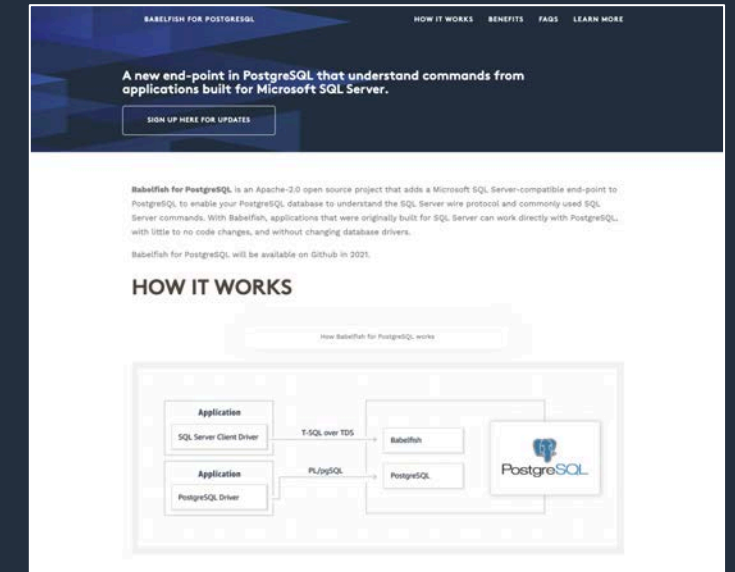 BABELFISH FOR POSTGRESQL
HOW IT WORKS BENEFITS FAQS LEARN MORE
A new end-point in PostgreSQL that understand commands from
applications built for Microsoft SQL Server.
SIGN UP HERE FOR UPDATES
Babelfish for PostgreSQL is an Apache-2.0 open source project that adds a Microsoft SQL Server-compatible end-point to
PostgreSQL to enable your PostgreSQL database to understand the SQL Server wire protocol and commonly used SQL
Server commands. With Babelfish, applications that were originally built for SQL Server can work directly with PostgreSQL,
with little to no code changes, and without changing database drivers.
Babelfish for PostgreSQL will be available on Github in 2021.
HOW IT WORKS
How Babelfish for PostgreSQL works
Application
SQL Server Client Driver
T-SQL over TDS
Babelfish
Application
PostgreSQL Driver
PL/pgSQL
PostgreSQL
PostgreSQL